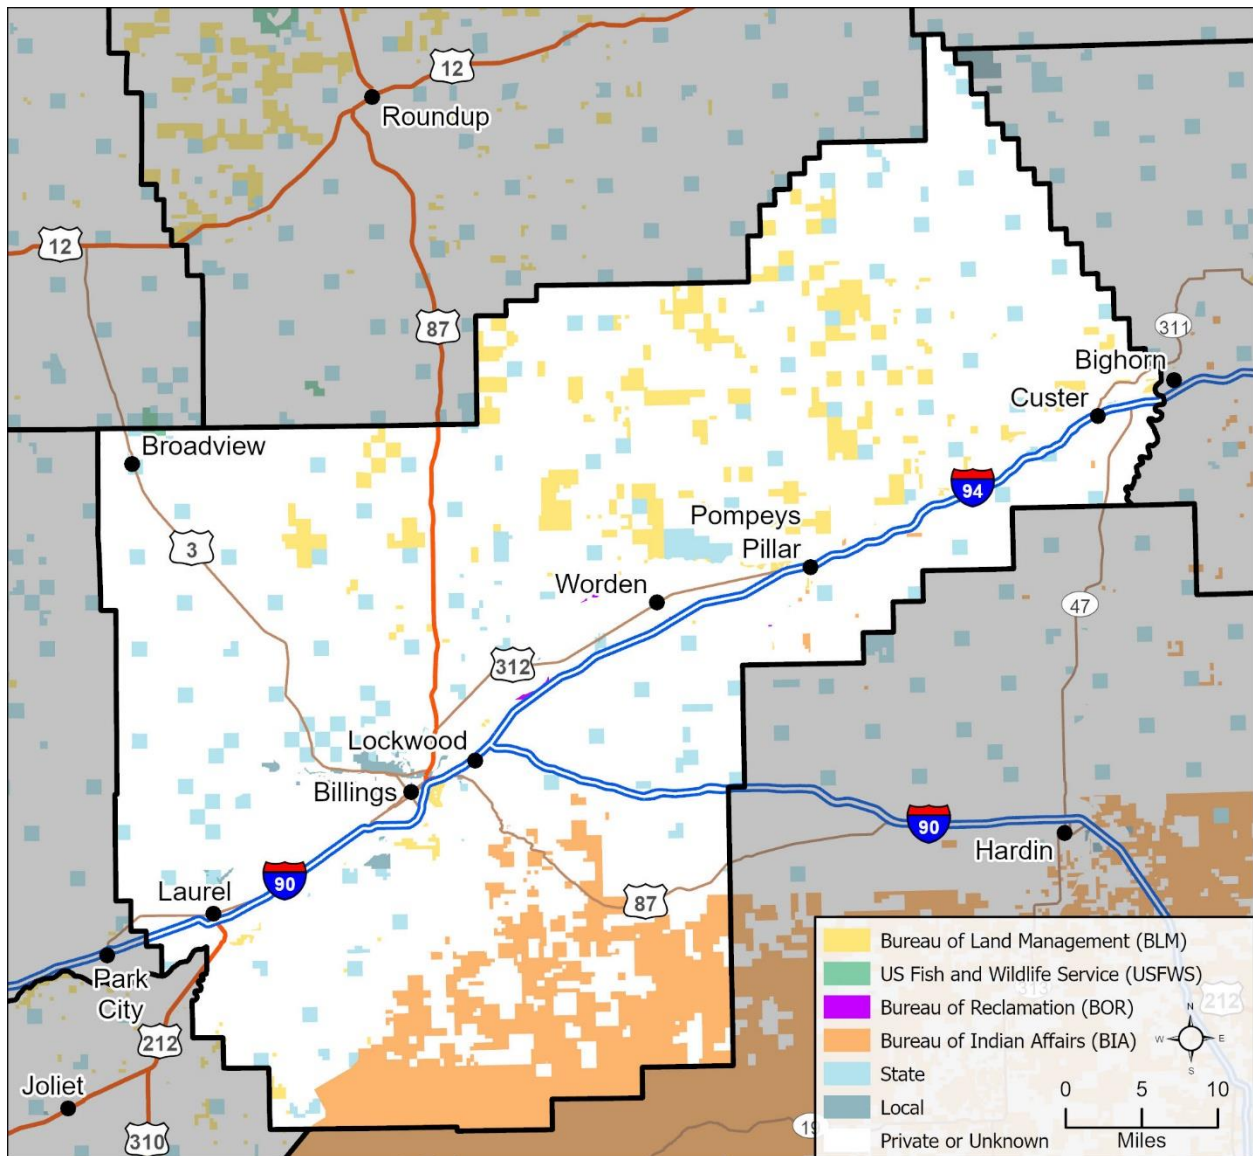 12
Roundup
12
87
311
Bighorn
Custer
Broadview
94
3
Pompeys
Pillar
Worden
47
312
Lockwood
Billings
90
Hardin
90
Laurel
87
Park
City
212
Joliet
310
Bureau of Land Management (BLM)
US Fish and Wildlife Service (USFWS)
313
212
Bureau of Reclamation (BOR)
N
Bureau of Indian Affairs (BIA)
W
E
S
State
0
10
Local
Miles
19
Private or Unknown